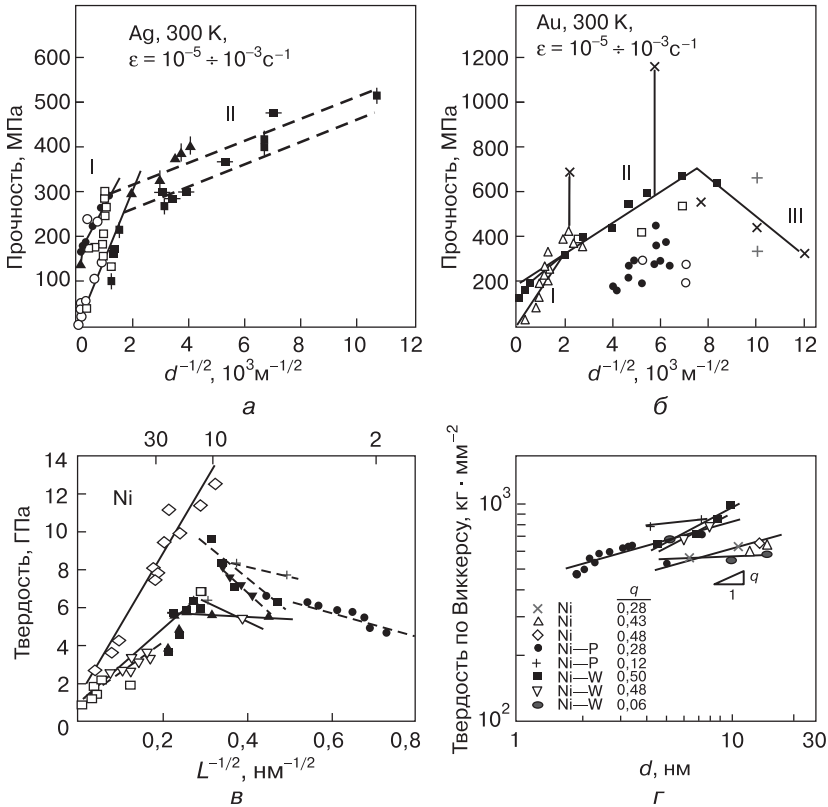 Ag, 300 K,
ε = 10⁻⁵ ÷ 10⁻³с⁻¹
Прочность, МПа
600
500
400
300
200
100
I
II
0 2 4 6 8 10 12
d⁻¹/², 10³м⁻¹/²
а
Au, 300 K,
ε = 10⁻⁵ ÷ 10⁻³с⁻¹
Прочность, МПа
1200
1000
800
600
400
200
I
II
III
0 2 4 6 8 10 12
d⁻¹/², 10³м⁻¹/²
б
30 10 2
Ni
Твердость, ГПа
14
12
10
8
6
4
2
0
0,2 0,4 0,6 0,8
L⁻¹/², нм⁻¹/²
в
Твердость по Виккерсу, кг · мм⁻²
10³
10²
q
1
q
Ni 0,28
Ni 0,43
Ni 0,48
Ni—P 0,28
Ni—P 0,12
Ni—W 0,50
Ni—W 0,48
Ni—W 0,06
1 10 30
d, нм
г